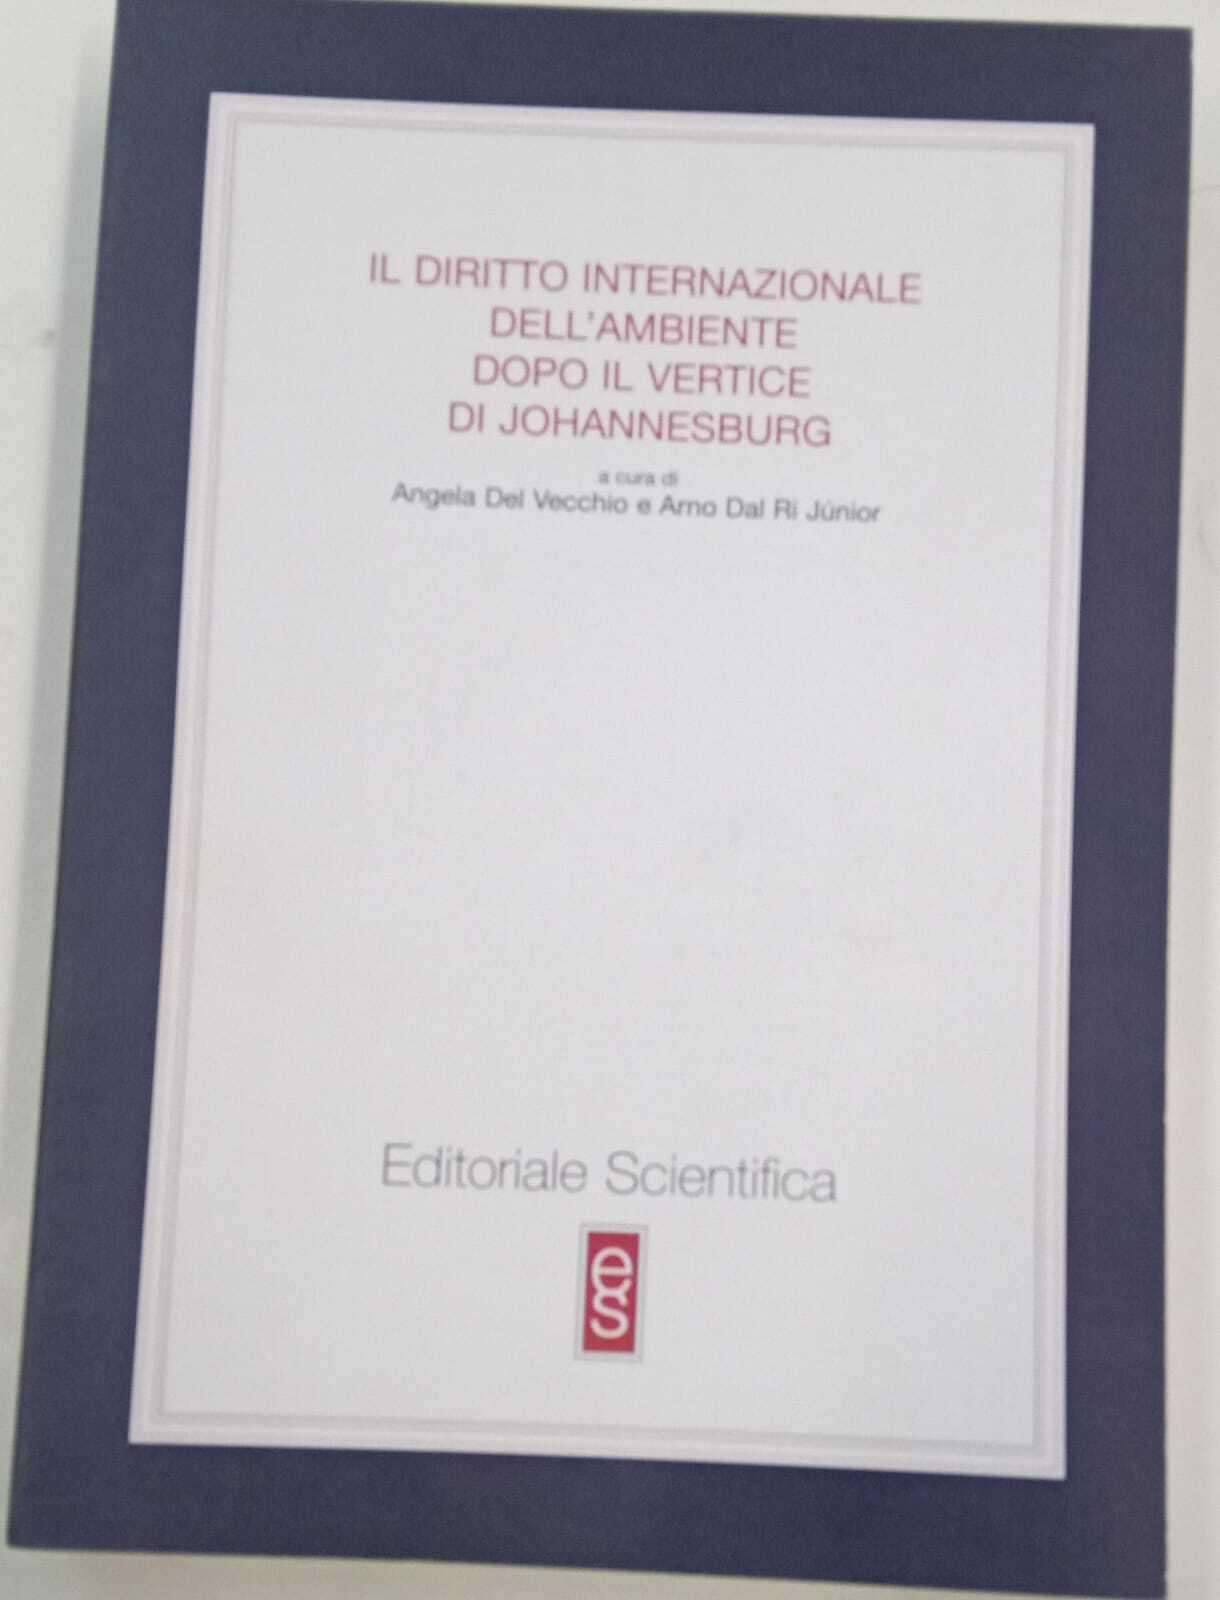 IL DIRITTO INTERNAZIONALE
DELL'AMBIENTE
DOPO IL VERTICE
DI JOHANNESBURG
a cura di
Angela Del Vecchio e Arno Dal Ri Júnior
Editoriale Scientifica
es